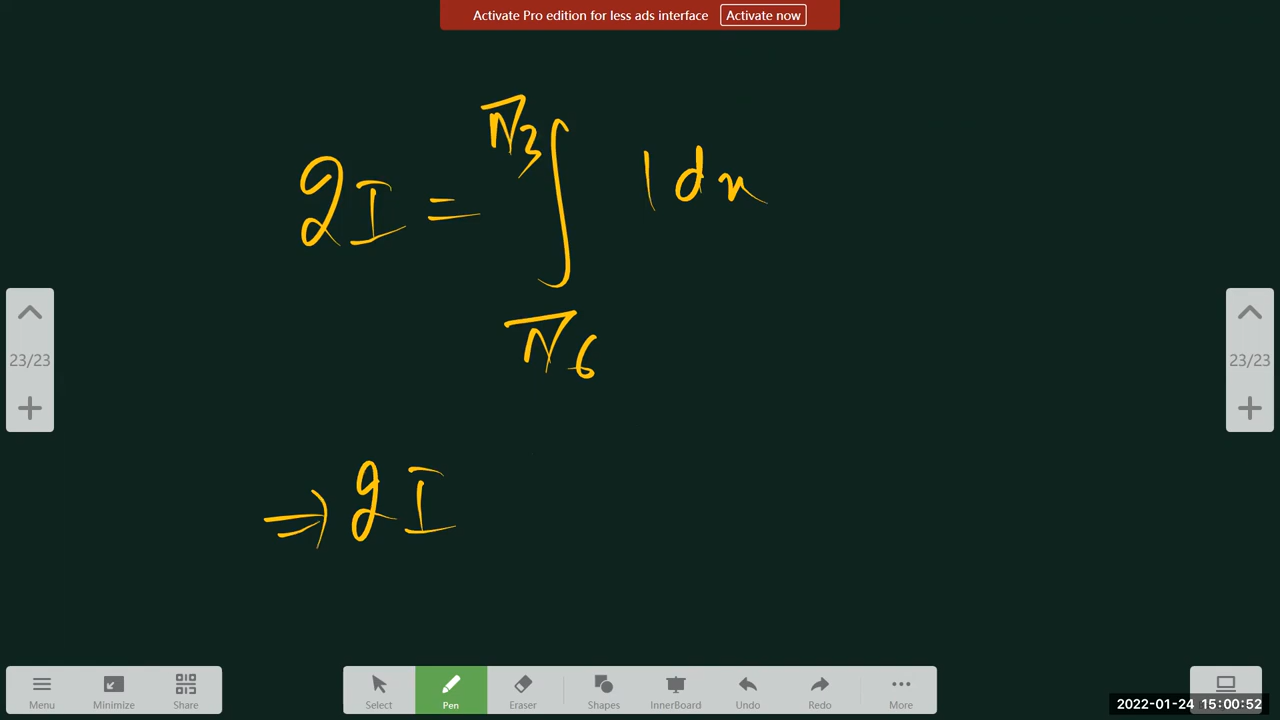 Activate Pro edition for less ads interface Activate now
2I = ∫ 1 dx
π/3
π/6
⇒ 2I
23/23
23/23
Menu Minimize Share Select Pen Eraser Shapes InnerBoard Undo Redo More
2022-01-24 15:00:52